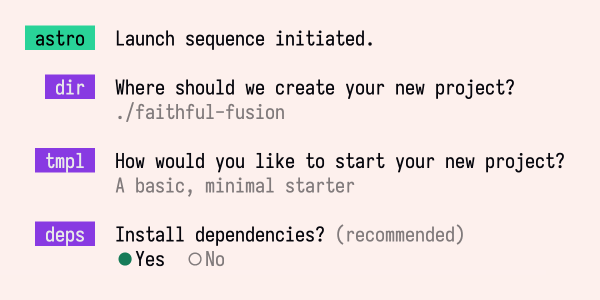 astro Launch sequence initiated.
dir Where should we create your new project?
./faithful-fusion
tmpl How would you like to start your new project?
A basic, minimal starter
deps Install dependencies? (recommended)
Yes No